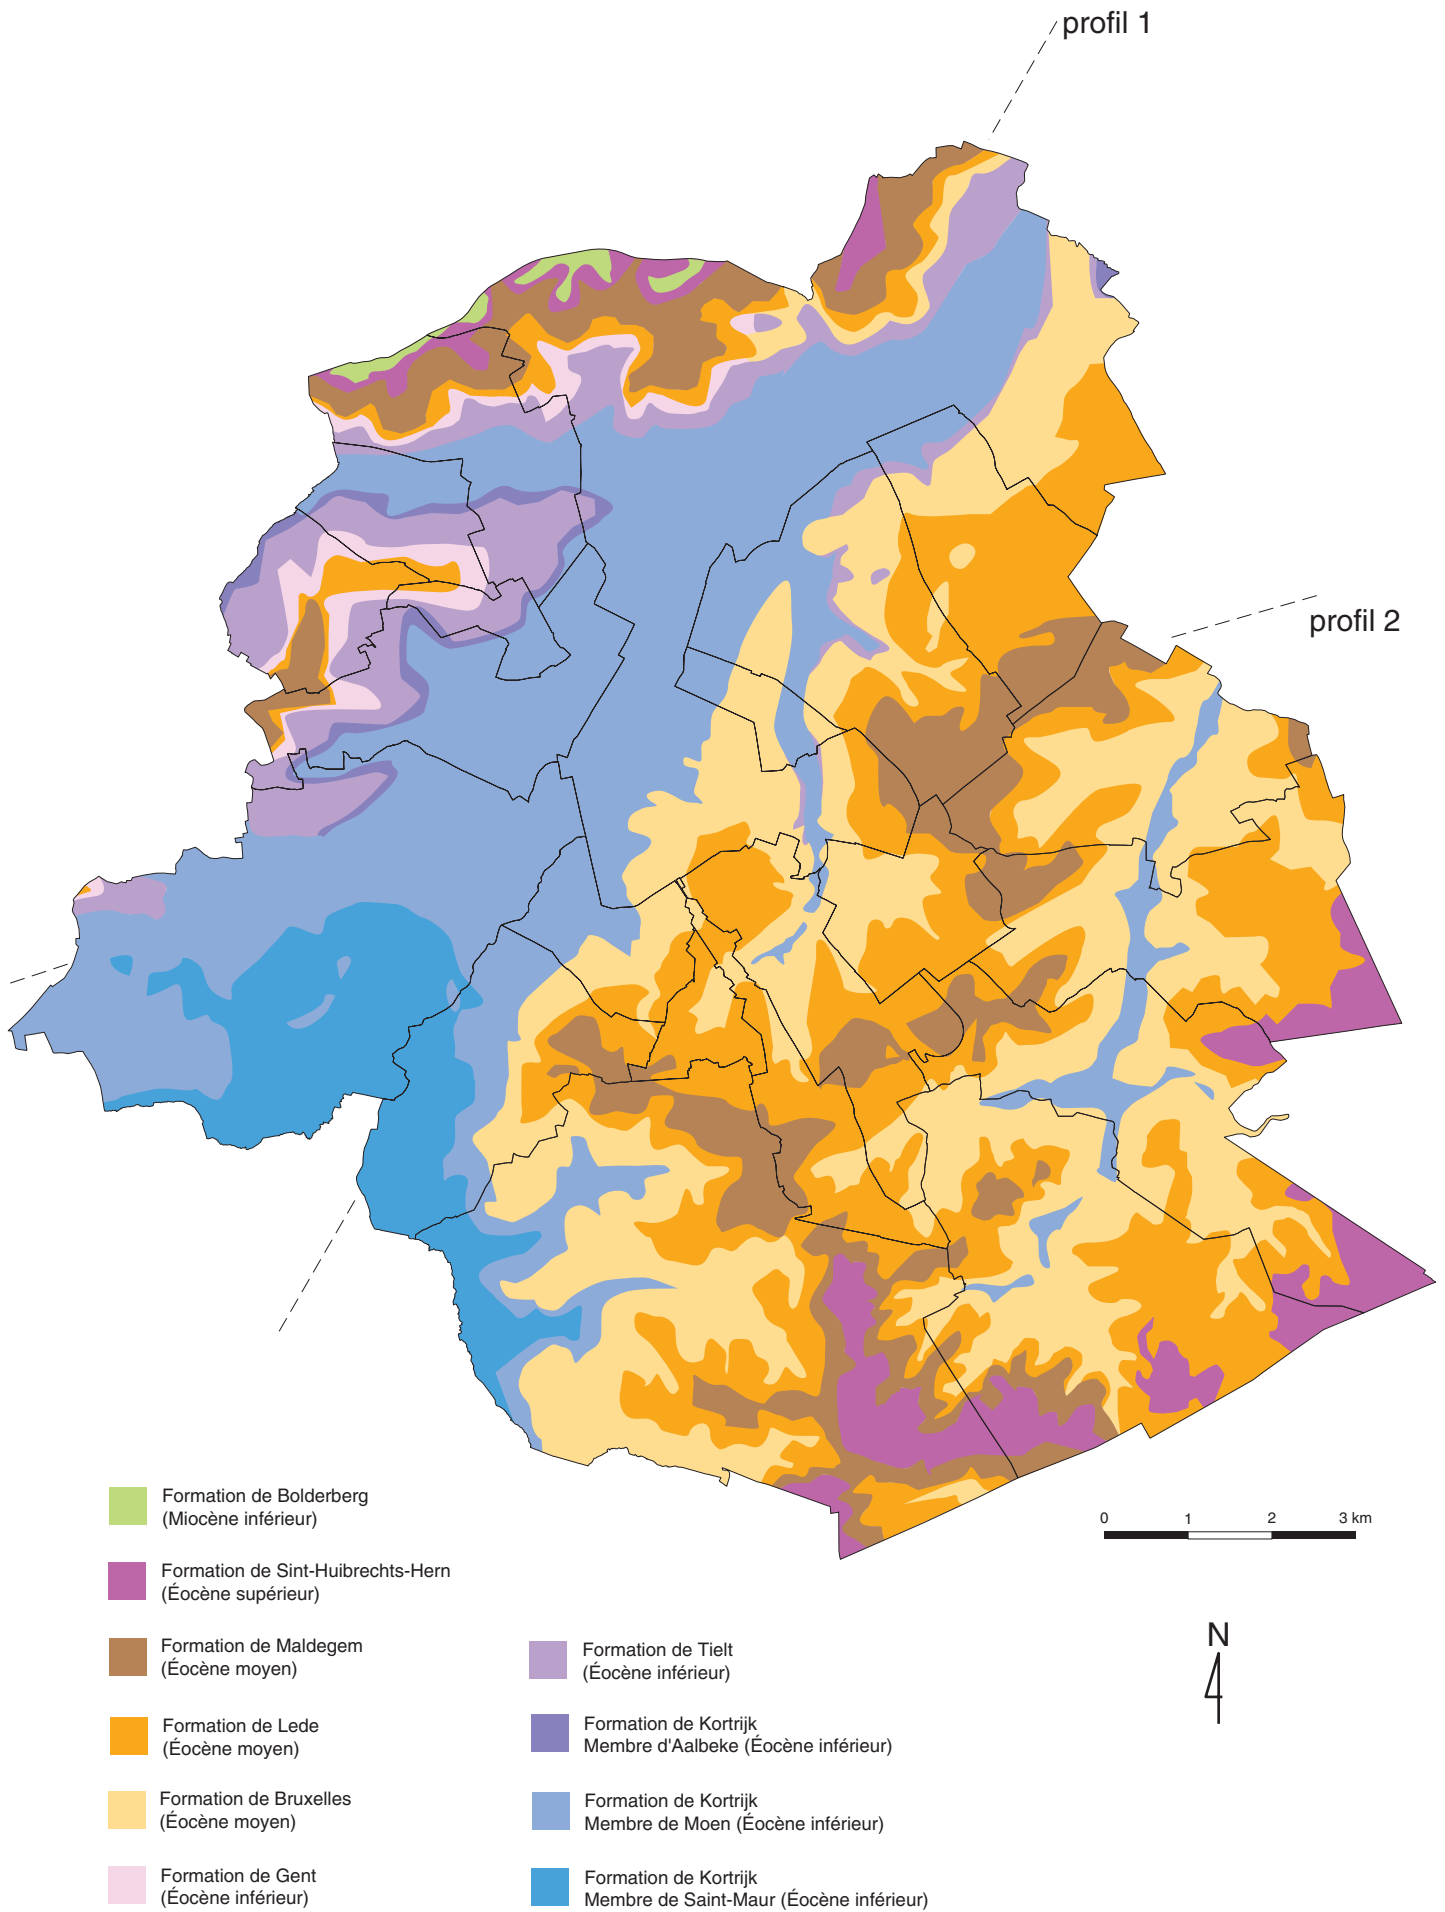 profil 1
profil 2
Formation de Bolderberg
(Miocène inférieur)
Formation de Sint-Huibrechts-Hern
(Éocène supérieur)
Formation de Maldegem
(Éocène moyen)
Formation de Lede
(Éocène moyen)
Formation de Bruxelles
(Éocène moyen)
Formation de Gent
(Éocène inférieur)
Formation de Tielt
(Éocène inférieur)
Formation de Kortrijk
Membre d'Aalbeke (Éocène inférieur)
Formation de Kortrijk
Membre de Moen (Éocène inférieur)
Formation de Kortrijk
Membre de Saint-Maur (Éocène inférieur)
0 1 2 3 km
N